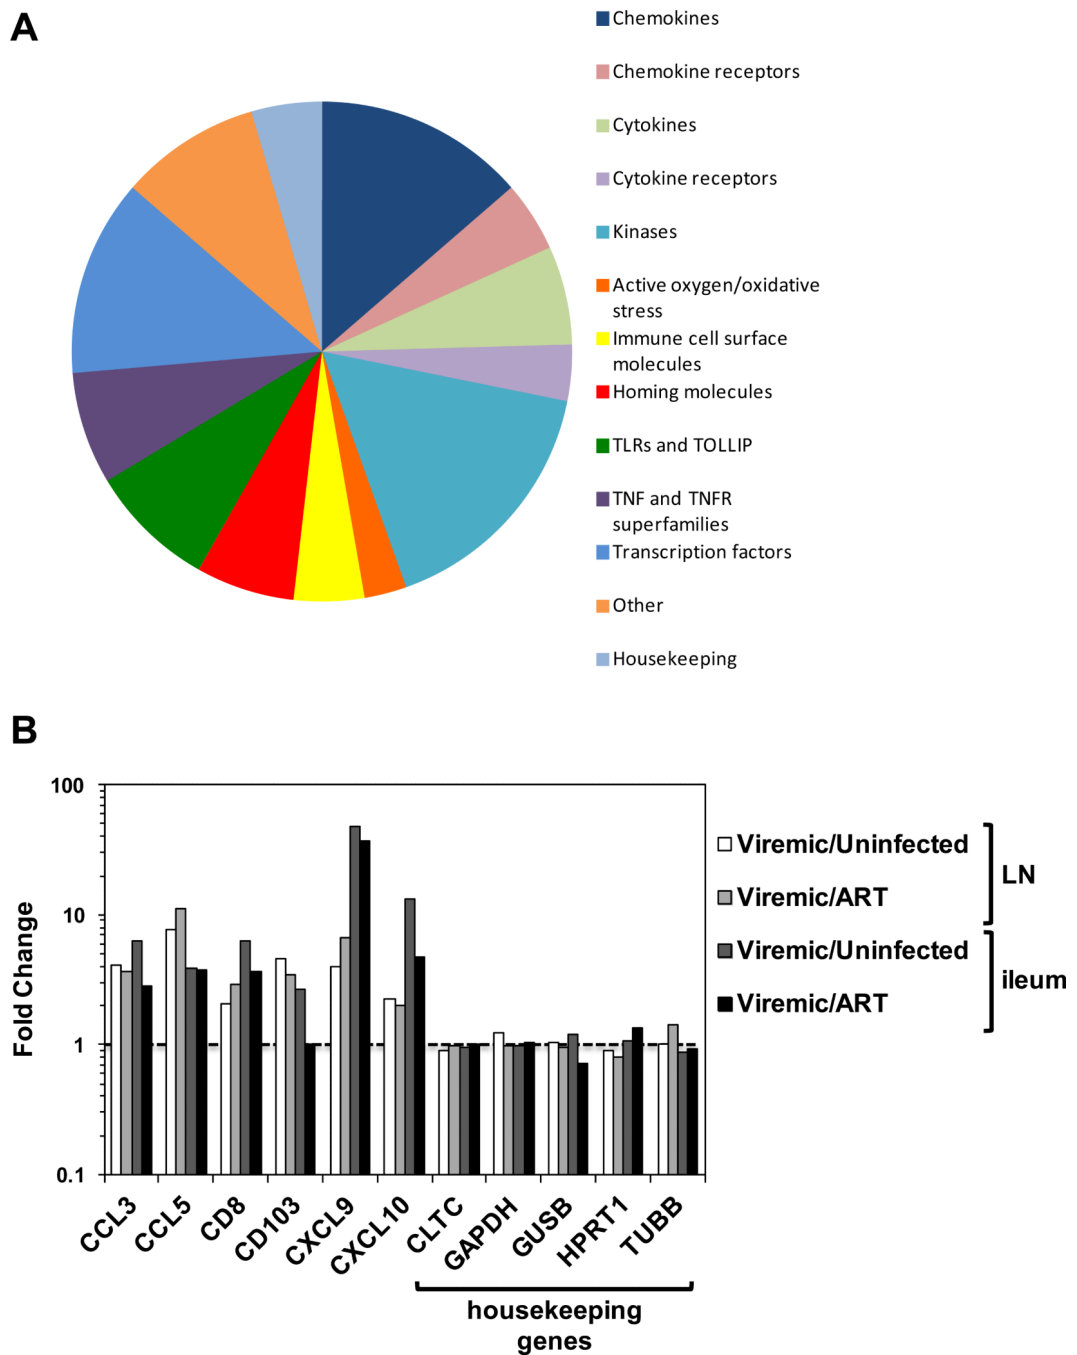 A
Chemokines
Chemokine receptors
Cytokines
Cytokine receptors
Kinases
Active oxygen/oxidative
stress
Immune cell surface
molecules
Homing molecules
TLRs and TOLLIP
TNF and TNFR
superfamilies
Transcription factors
Other
Housekeeping
B
100
10
1
0.1
Fold Change
CCL3
CCL5
CD8
CD103
CXCL9
CXCL10
CLTC
GAPDH
GUSB
HPRT1
TUBB
housekeeping
genes
Viremic/Uninfected
Viremic/ART
LN
Viremic/Uninfected
Viremic/ART
ileum